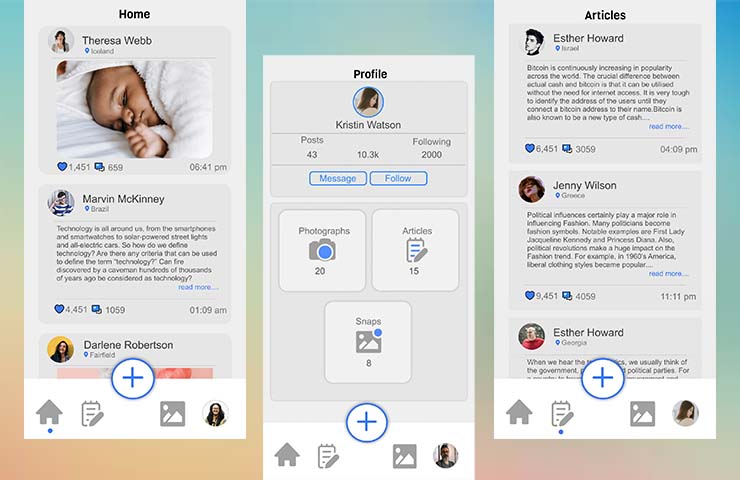 Home
Theresa Webb
Iceland
1,451 659 06:41 pm
Marvin McKinney
Brazil
Technology is all around us, from the smartphones
and smartwatches to solar-powered street lights
and all-electric cars. So how do we define
technology? Are there any criteria that can be used
to define the term "technology?" Can fire
discovered by a caveman hundreds of thousands
of years ago be considered as technology?
read more....
4,451 1059 01:09 am
Darlene Robertson
Fairfield
Profile
Kristin Watson
Posts Following
43 10.3k 2000
Message Follow
Photographs
20
Articles
15
Snaps
8
Articles
Esther Howard
Israel
Bitcoin is continuously increasing in popularity
across the world. The crucial difference between
actual cash and bitcoin is that it can be utilised
without the need for internet access. It is very tough
to identify the address of the users until they
connect a bitcoin address to their name.Bitcoin is
also known to be a new type of cash....
read more....
6,451 3059 04:09 pm
Jenny Wilson
Greece
Political influences certainly play a major role in
influencing Fashion. Many politicians become
fashion symbols. Notable examples are First Lady
Jacqueline Kennedy and Princess Diana. Also,
political revolutions make a huge impact on the
Fashion trend. For example, in 1960's America,
liberal clothing styles became popular....
read more....
9,451 4059 11:11 pm
Esther Howard
Georgia
When we hear the ics, we usually think of
the government, political parties. For